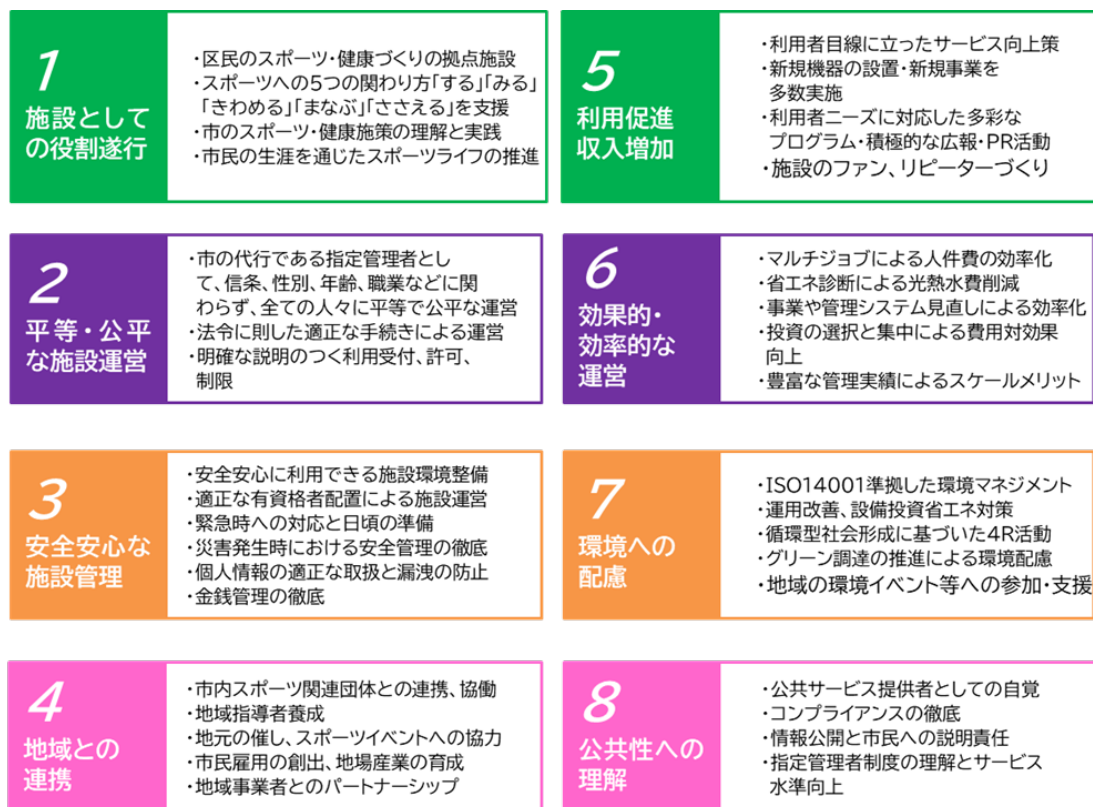 1
施設として
の役割遂行
・区民のスポーツ・健康づくりの拠点施設
・スポーツへの5つの関わり方「する」「みる」
「きわめる」「まなぶ」「ささえる」を支援
・市のスポーツ・健康施策の理解と実践
・市民の生涯を通じたスポーツライフの推進
2
平等・公平
な施設運営
・市の代行である指定管理者とし
て、信条、性別、年齢、職業などに関
わらず、全ての人々に平等で公平な運営
・法令に則した適正な手続きによる運営
・明確な説明のつく利用受付、許可、
制限
3
安全安心な
施設管理
・安全安心に利用できる施設環境整備
・適正な有資格者配置による施設運営
・緊急時への対応と日頃の準備
・災害発生時における安全管理の徹底
・個人情報の適正な取扱と漏洩の防止
・金銭管理の徹底
4
地域との
連携
・市内スポーツ関連団体との連携、協働
・地域指導者養成
・地元の催し、スポーツイベントへの協力
・市民雇用の創出、地場産業の育成
・地域事業者とのパートナーシップ
5
利用促進
収入増加
・利用者目線に立ったサービス向上策
・新規機器の設置・新規事業を
多数実施
・利用者ニーズに対応した多彩な
プログラム・積極的な広報・PR活動
・施設のファン、リピーターづくり
6
効果的・
効率的な
運営
・マルチジョブによる人件費の効率化
・省エネ診断による光熱水費削減
・事業や管理システム見直しによる効率化
・投資の選択と集中による費用対効果
向上
・豊富な管理実績によるスケールメリット
7
環境への
配慮
・ISO14001準拠した環境マネジメント
・運用改善、設備投資省エネ対策
・循環型社会形成に基づいた4R活動
・グリーン調達の推進による環境配慮
・地域の環境イベント等への参加・支援
8
公共性への
理解
・公共サービス提供者としての自覚
・コンプライアンスの徹底
・情報公開と市民への説明責任
・指定管理者制度の理解とサービス
水準向上